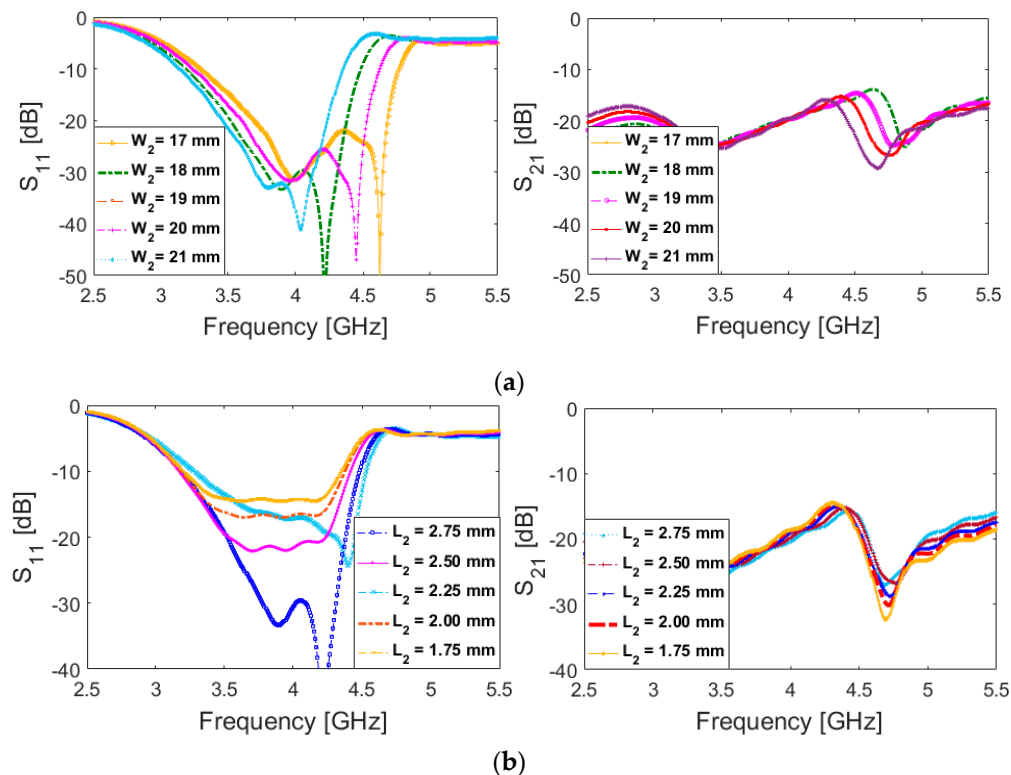 0
-10
-20
-30
-40
-50
S11 [dB]
W2= 17 mm
W2= 18 mm
W2= 19 mm
W2= 20 mm
W2= 21 mm
2.5 3 3.5 4 4.5 5 5.5
Frequency [GHz]
0
-10
-20
-30
-40
-50
S21 [dB]
W2= 17 mm
W2= 18 mm
W2= 19 mm
W2= 20 mm
W2= 21 mm
2.5 3 3.5 4 4.5 5 5.5
Frequency [GHz]
(a)
0
-10
-20
-30
-40
S11 [dB]
L2 = 2.75 mm
L2 = 2.50 mm
L2 = 2.25 mm
L2 = 2.00 mm
L2 = 1.75 mm
2.5 3 3.5 4 4.5 5 5.5
Frequency [GHz]
0
-10
-20
-30
-40
S21 [dB]
L2 = 2.75 mm
L2 = 2.50 mm
L2 = 2.25 mm
L2 = 2.00 mm
L2 = 1.75 mm
2.5 3 3.5 4 4.5 5 5.5
Frequency [GHz]
(b)